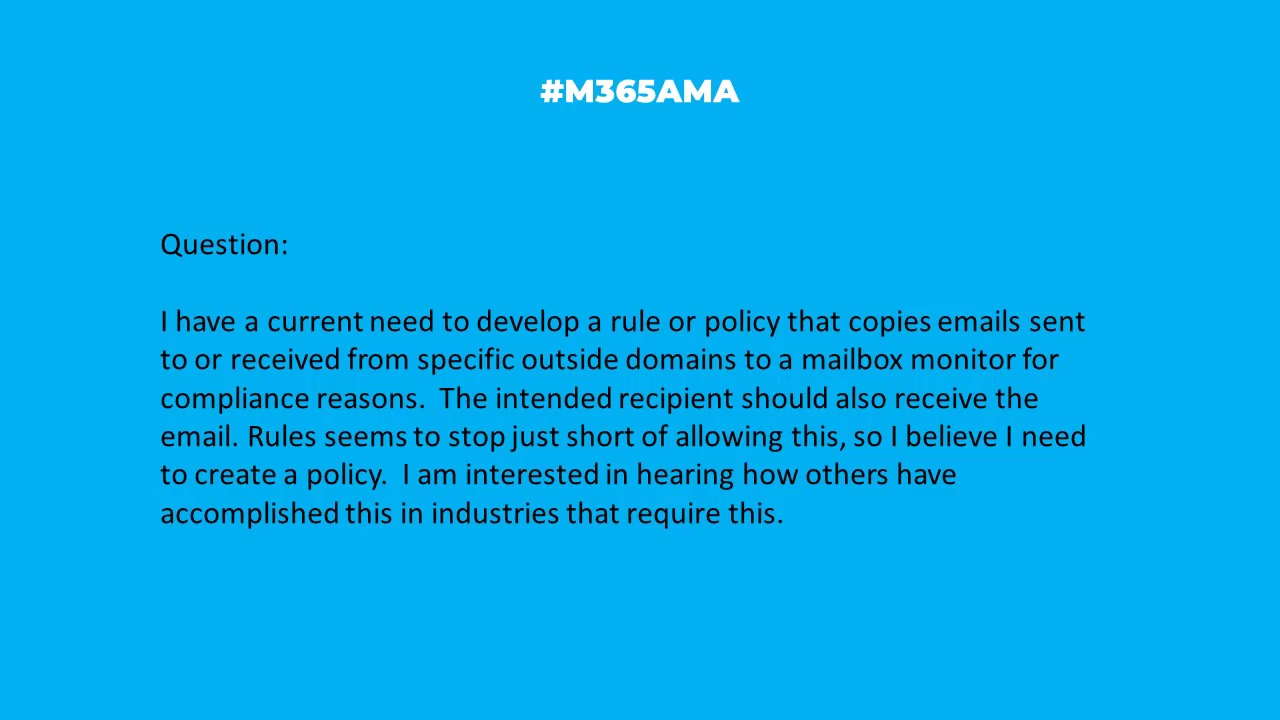 #M365AMA
Question:
I have a current need to develop a rule or policy that copies emails sent
to or received from specific outside domains to a mailbox monitor for
compliance reasons.  The intended recipient should also receive the
email. Rules seems to stop just short of allowing this, so I believe I need
to create a policy.  I am interested in hearing how others have
accomplished this in industries that require this.